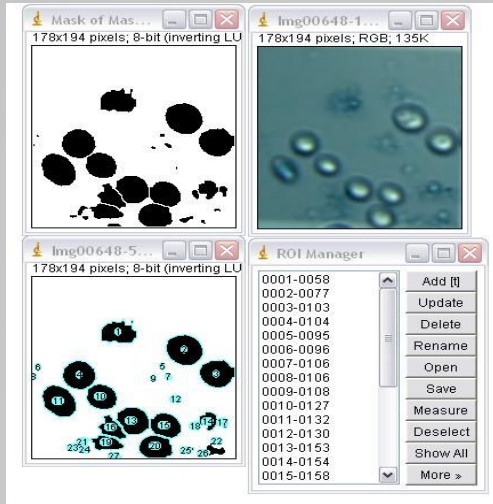 Mask of Mas...
178x194 pixels; 8-bit (inverting LU
Img00648-1...
178x194 pixels; RGB; 135K
Img00648-5...
178x194 pixels; 8-bit (inverting LU
1
2
6
5
3
8
4
9 7
11
10
12
13
15
18 14 17
16
21
19
20
22
23 24
25
26
27
ROI Manager
0001-0058
0002-0077
0003-0103
0004-0104
0005-0095
0006-0096
0007-0106
0008-0106
0009-0108
0010-0127
0011-0132
0012-0130
0013-0153
0014-0154
0015-0158
Add [t]
Update
Delete
Rename
Open
Save
Measure
Deselect
Show All
More »